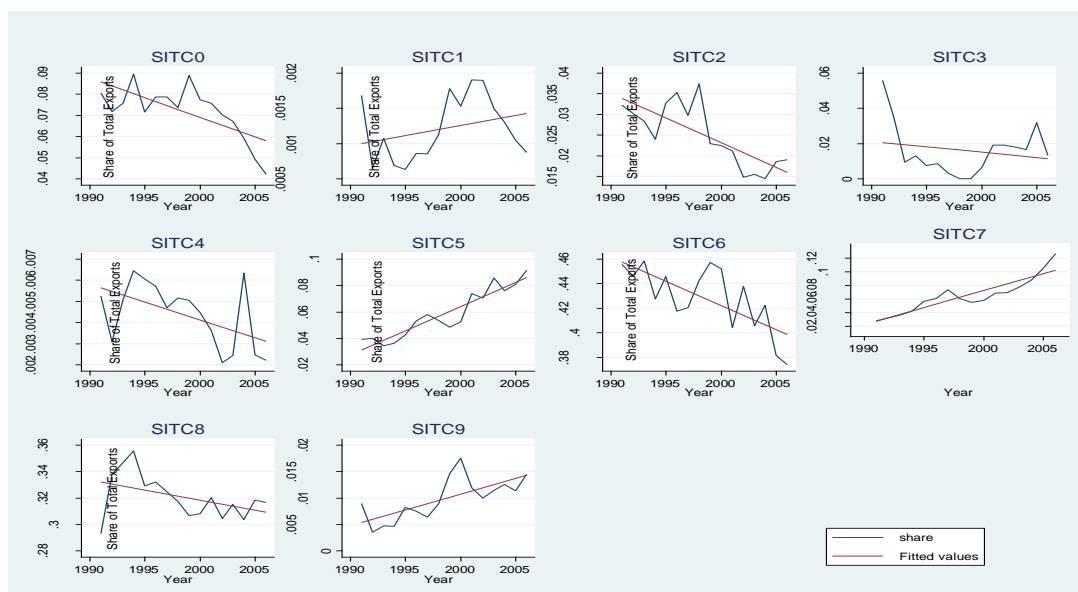 SITC0
SITC1
SITC2
SITC3
.04 .05 .06 .07 .08 .09
Share of Total Exports
1990 1995 2000 2005
Year
.0005 .001 .0015 .002
1990 1995 2000 2005
Year
.015 .02 .025 .03 .035 .04
Share of Total Exports
1990 1995 2000 2005
Year
0 .02 .04 .06
1990 1995 2000 2005
Year
SITC4
SITC5
SITC6
SITC7
.002.003.004.005.006.007
Share of Total Exports
1990 1995 2000 2005
Year
.02 .04 .06 .08 .1
Share of Total Exports
1990 1995 2000 2005
Year
.38 .4 .42 .44 .46
Share of Total Exports
1990 1995 2000 2005
Year
.02.04.06.08 .1 .12
1990 1995 2000 2005
Year
SITC8
SITC9
.28 .3 .32 .34 .36
Share of Total Exports
1990 1995 2000 2005
Year
0 .005 .01 .015 .02
1990 1995 2000 2005
Year
share
Fitted values